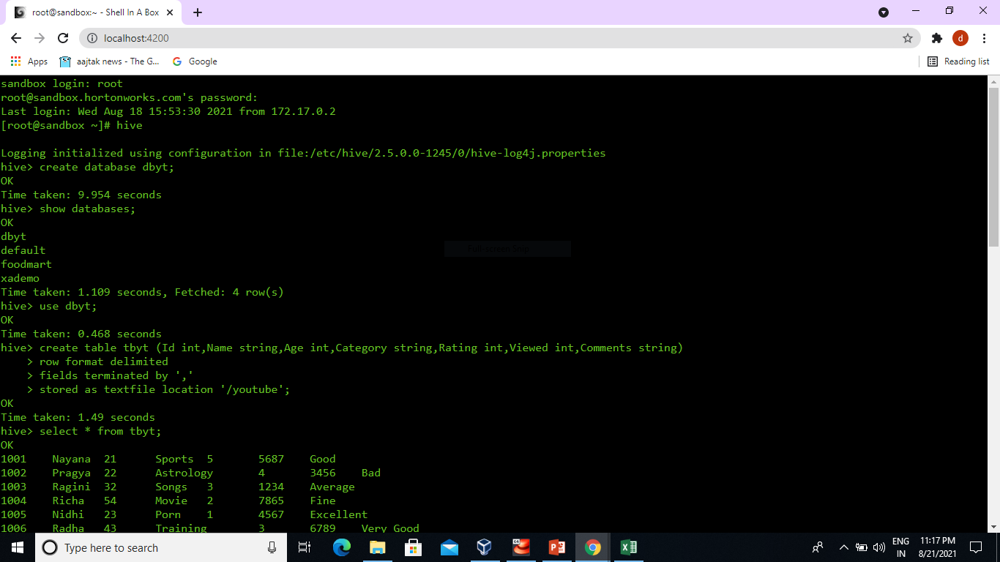 root@sandbox:~ - Shell In A Box
localhost:4200
d
Apps
aajtak news - The G...
Google
Reading list
sandbox login: root
root@sandbox.hortonworks.com's password:
Last login: Wed Aug 18 15:53:30 2021 from 172.17.0.2
[root@sandbox ~]# hive
Logging initialized using configuration in file:/etc/hive/2.5.0.0-1245/0/hive-log4j.properties
hive> create database dbyt;
OK
Time taken: 9.954 seconds
hive> show databases;
OK
dbyt
default
Full-screen Snip
foodmart
xademo
Time taken: 1.109 seconds, Fetched: 4 row(s)
hive> use dbyt;
OK
Time taken: 0.468 seconds
hive> create table tbyt (Id int,Name string,Age int,Category string,Rating int,Viewed int,Comments string)
    > row format delimited
    > fields terminated by ','
    > stored as textfile location '/youtube';
OK
Time taken: 1.49 seconds
hive> select * from tbyt;
OK
1001    Nayana  21      Sports  5       5687    Good
1002    Pragya  22      Astrology       4       3456    Bad
1003    Ragini  32      Songs   3       1234    Average
1004    Richa   54      Movie   2       7865    Fine
1005    Nidhi   23      Porn    1       4567    Excellent
1006    Radha   43      Training        3       6789    Very Good
Type here to search
ENG
IN
11:17 PM
8/21/2021